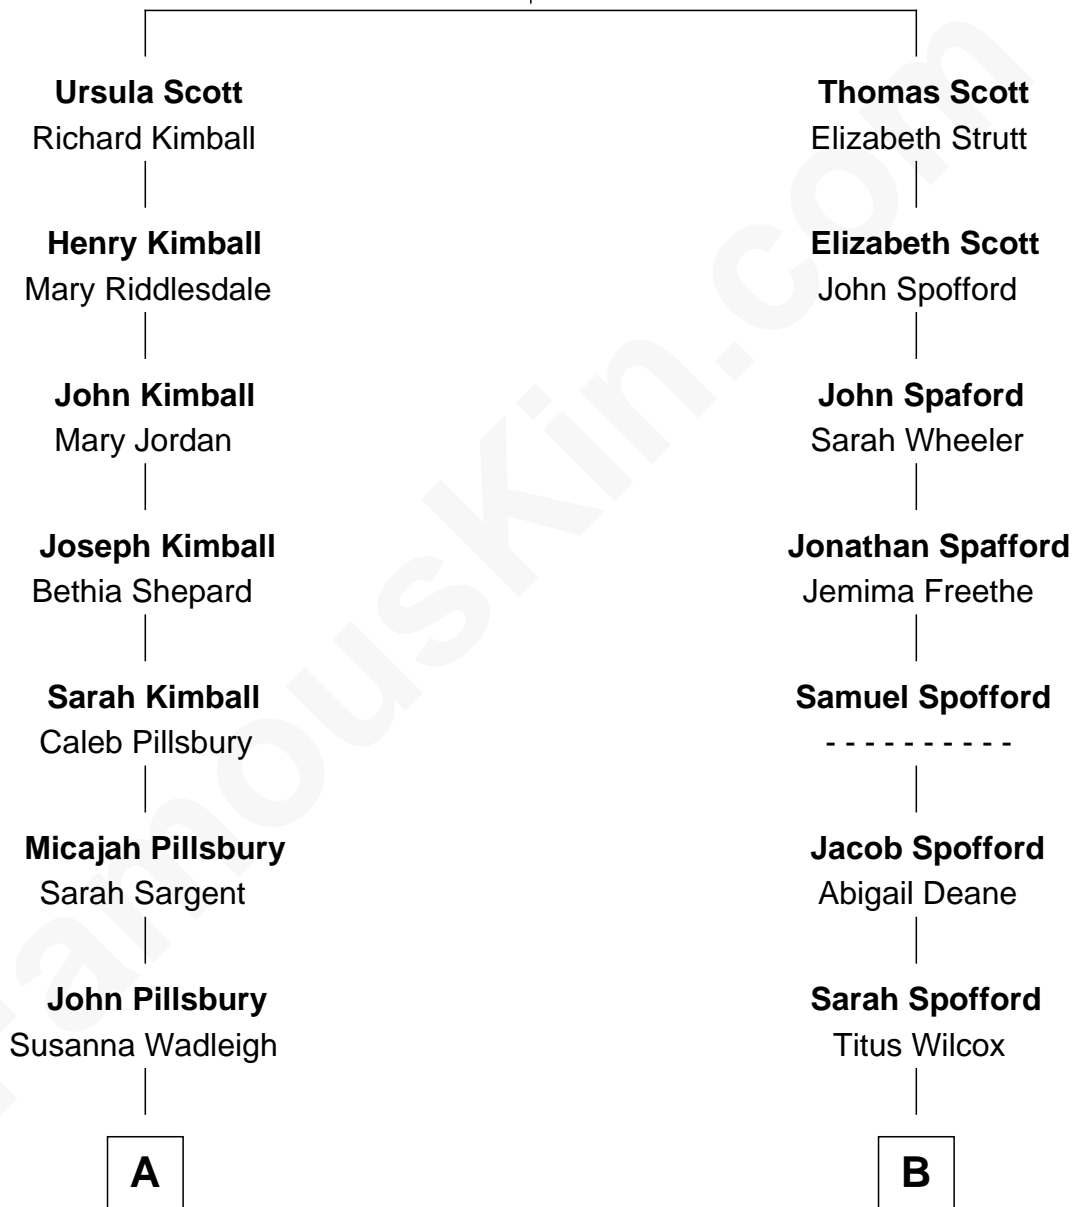 Ursula Scott
Richard Kimball
Henry Kimball
Mary Riddlesdale
John Kimball
Mary Jordan
Joseph Kimball
Bethia Shepard
Sarah Kimball
Caleb Pillsbury
Micajah Pillsbury
Sarah Sargent
John Pillsbury
Susanna Wadleigh
A
Thomas Scott
Elizabeth Strutt
Elizabeth Scott
John Spofford
John Spaford
Sarah Wheeler
Jonathan Spafford
Jemima Freethe
Samuel Spofford
- - - - - - - - - -
Jacob Spofford
Abigail Deane
Sarah Spofford
Titus Wilcox
B
FamousKin.com